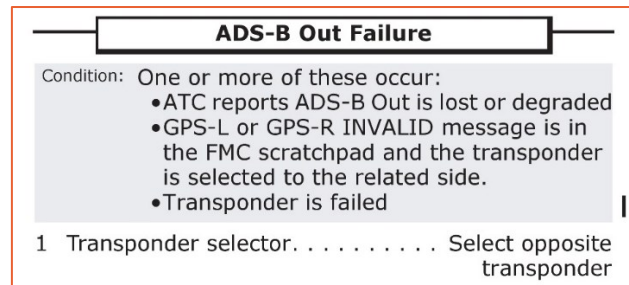 ADS-B Out Failure
Condition: One or more of these occur:
•ATC reports ADS-B Out is lost or degraded
•GPS-L or GPS-R INVALID message is in
the FMC scratchpad and the transponder
is selected to the related side.
•Transponder is failed
1 Transponder selector. . . . . . . . . . Select opposite
transponder